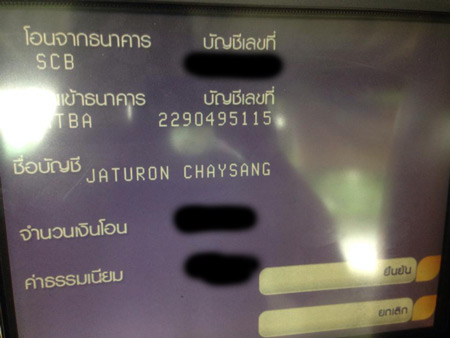 โอนจากธนาคาร บัญชีเลขที่
SCB
เข้าธนาคาร บัญชีเลขที่
TBA 2290495115
ชื่อบัญชี JATURON CHAYSANG
จำนวนเงินโอน
ค่าธรรมเนียม
ยืนยัน
ยกเลิก